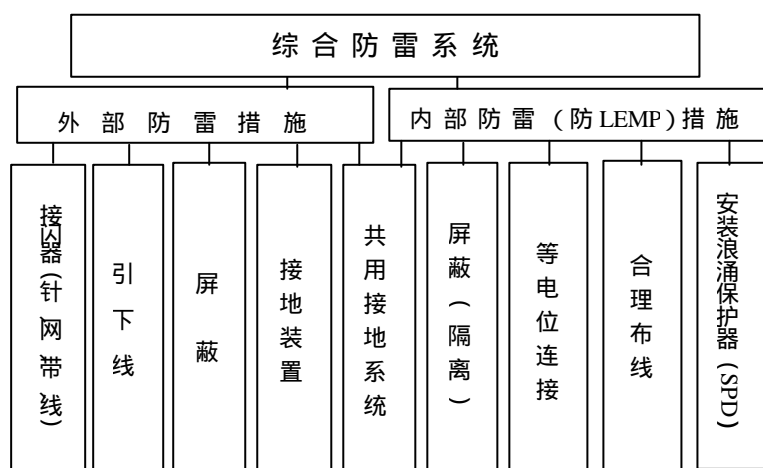 综合防雷系统
外部防雷措施
内部防雷(防LEMP)措施
接闪器(针、网、带、线)
引下线
屏蔽
接地装置
共用接地系统
屏蔽(隔离)
等电位连接
合理布线
安装浪涌保护器(SPD)